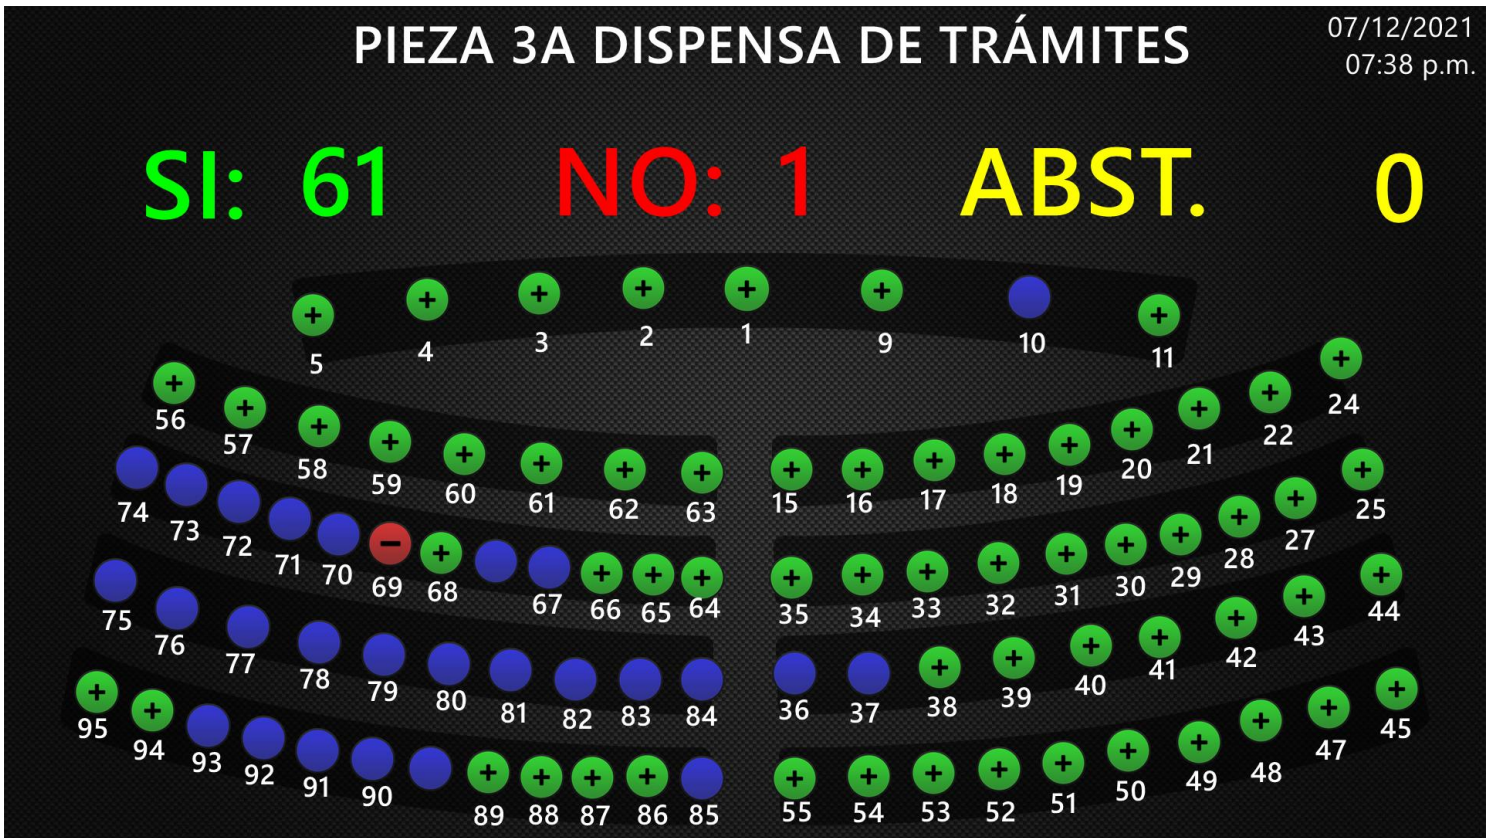 PIEZA 3A DISPENSA DE TRÁMITES
07/12/2021
07:38 p.m.
SI: 61 NO: 1 ABST. 0
5 4 3 2 1 9 10 11
56 57 58 59 60 61 62 63 15 16 17 18 19 20 21 22 24
74 73 72 71 70 69 68 67 66 65 64 35 34 33 32 31 30 29 28 27 25
75 76 77 78 79 80 81 82 83 84 36 37 38 39 40 41 42 43 44
95 94 93 92 91 90 89 88 87 86 85 55 54 53 52 51 50 49 48 47 45